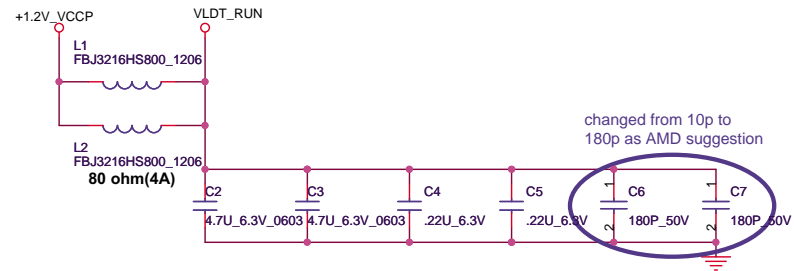 +1.2V_VCCP
VLDT_RUN
L1
FBJ3216HS800_1206
L2
FBJ3216HS800_1206
80 ohm(4A)
changed from 10p to
180p as AMD suggestion
C2
4.7U_6.3V_0603
C3
4.7U_6.3V_0603
C4
.22U_6.3V
C5
.22U_6.3V
1
C6
2
180P_50V
1
C7
2
180P_50V